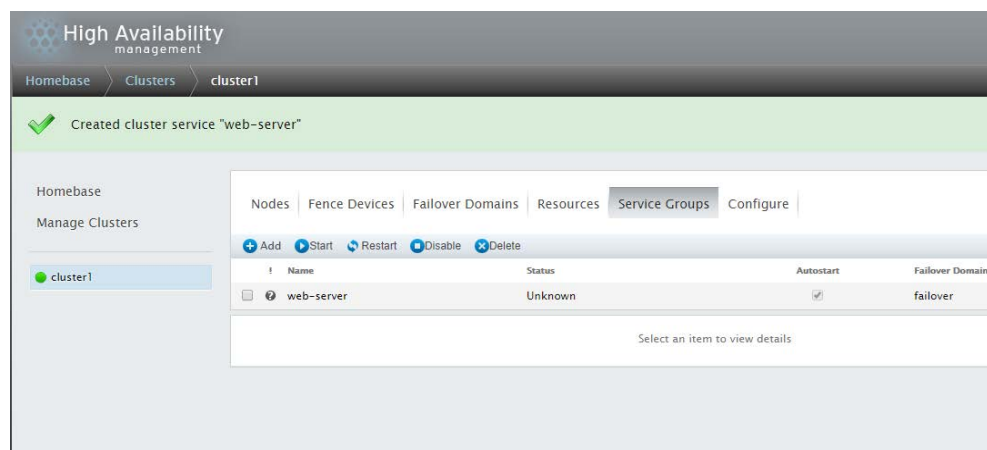 High Availability
management
Homebase Clusters cluster1
Created cluster service "web-server"
Homebase
Manage Clusters
cluster1
Nodes Fence Devices Failover Domains Resources Service Groups Configure
Add Start Restart Disable Delete
! Name Status Autostart Failover Domain
? web-server Unknown failover
Select an item to view details